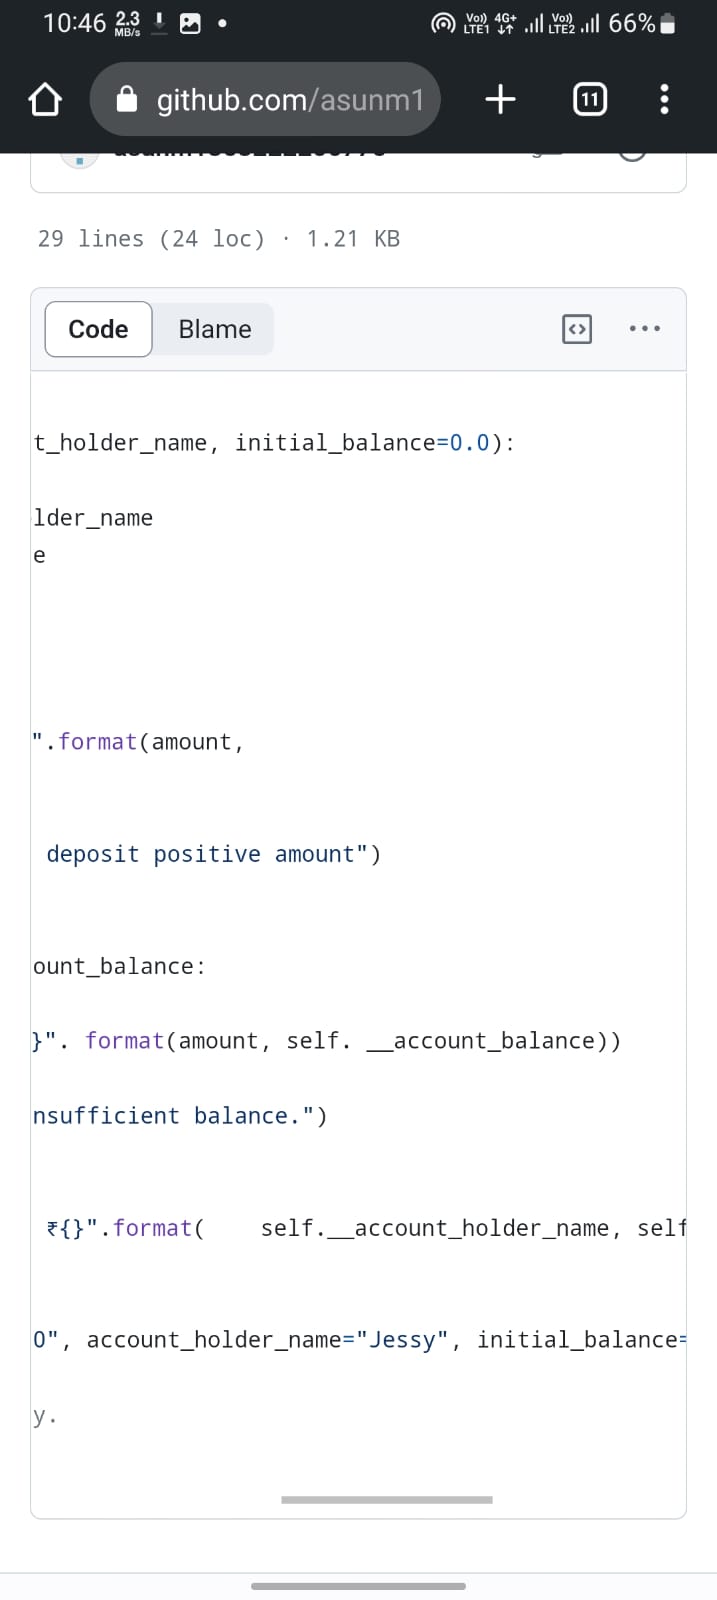 10:46 2.3 MB/s
Vo)) LTE1 4G+ Vo)) LTE2 66%
github.com/asunm1
11
29 lines (24 loc) · 1.21 KB
Code Blame
t_holder_name, initial_balance=0.0):
lder_name
e
".format(amount,
deposit positive amount")
ount_balance:
}". format(amount, self. __account_balance))
nsufficient balance.")
₹{}".format(    self.__account_holder_name, self
0", account_holder_name="Jessy", initial_balance=
y.